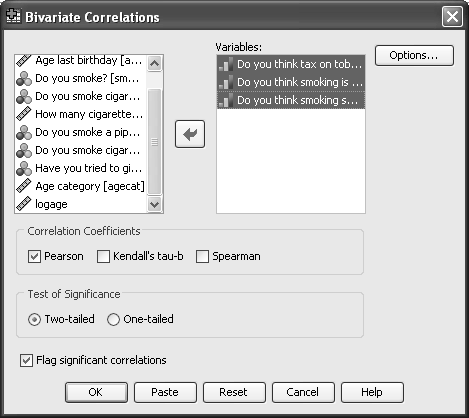 Bivariate Correlations
Variables:
Age last birthday [a...
Do you smoke? [sm...
Do you smoke cigar...
How many cigarette...
Do you smoke a pip...
Do you smoke cigar...
Have you tried to gi...
Age category [agecat]
logage
Do you think tax on tob...
Do you think smoking is ...
Do you think smoking s...
Options...
Correlation Coefficients
Pearson Kendall's tau-b Spearman
Test of Significance
Two-tailed One-tailed
Flag significant correlations
OK Paste Reset Cancel Help